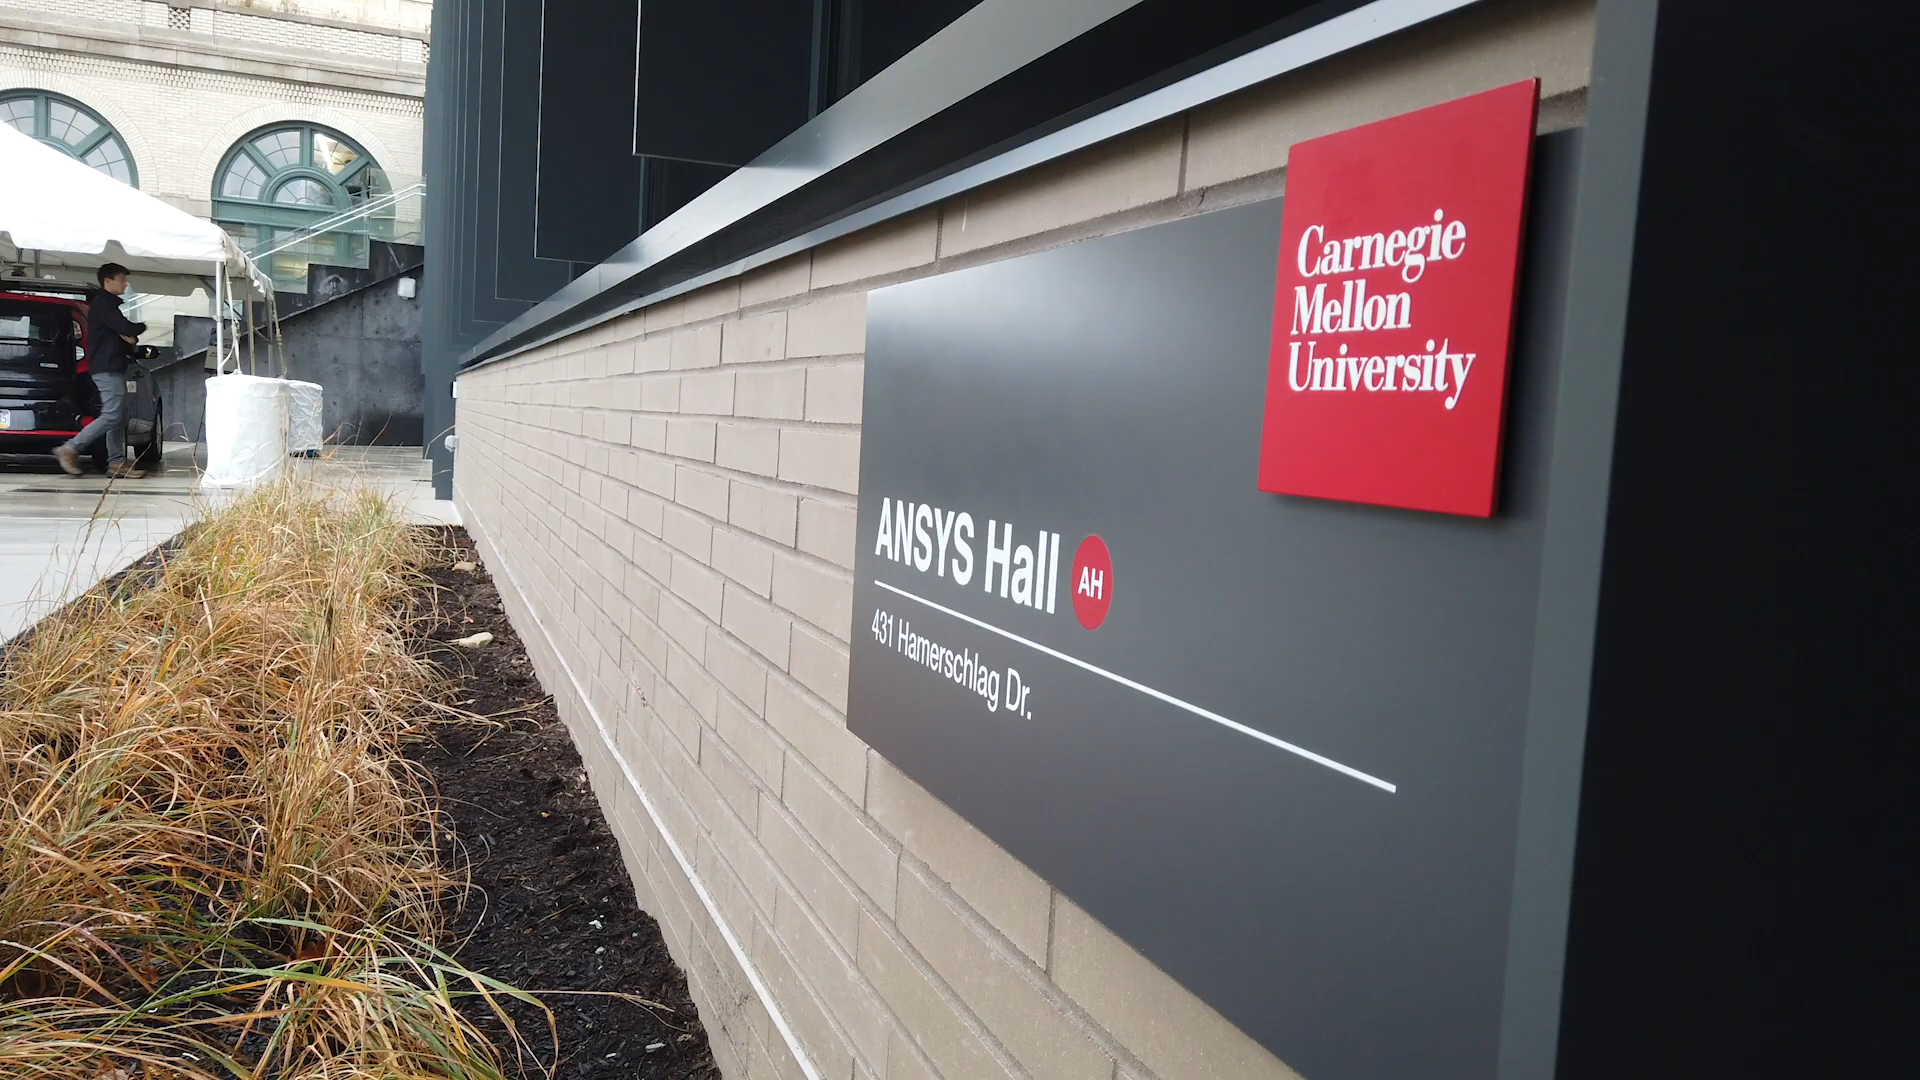 Carnegie
Mellon
University
ANSYS Hall AH
431 Hamerschlag Dr.